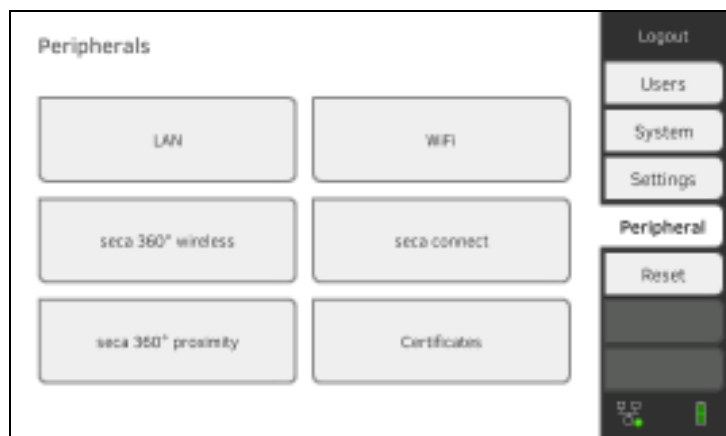 Peripherals
LAN
WiFi
seca 360° wireless
seca connect
seca 360° proximity
Certificates
Logout
Users
System
Settings
Peripheral
Reset